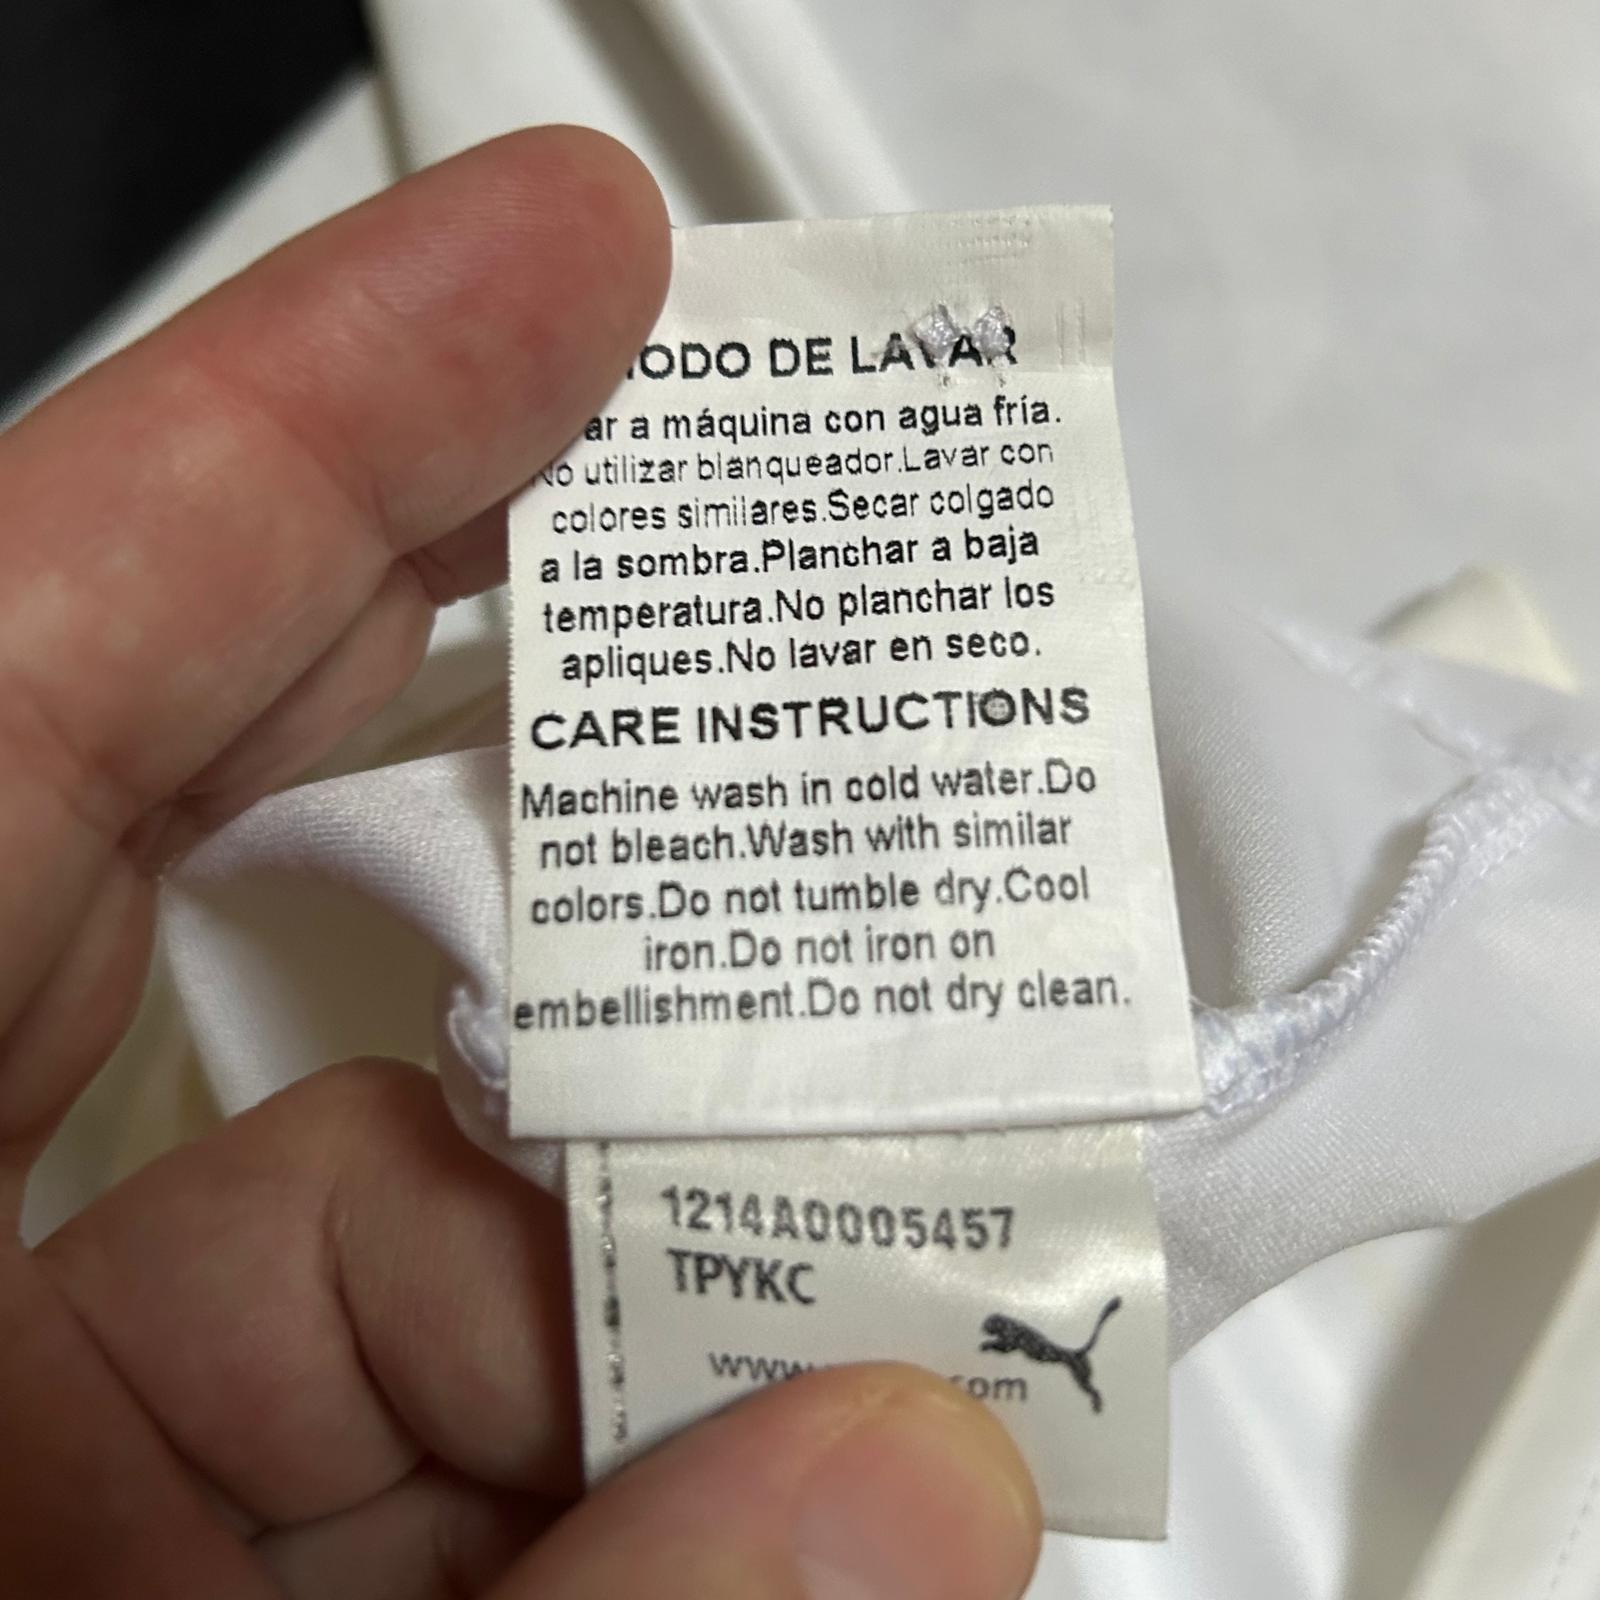 MODO DE LAVAR
a máquina con agua fría.
No utilizar blanqueador.Lavar con
colores similares.Secar colgado
a la sombra.Planchar a baja
temperatura.No planchar los
apliques.No lavar en seco.
CARE INSTRUCTIONS
Machine wash in cold water.Do
not bleach.Wash with similar
colors.Do not tumble dry.Cool
iron.Do not iron on
embellishment.Do not dry clean.
1214A0005457
TPYKC